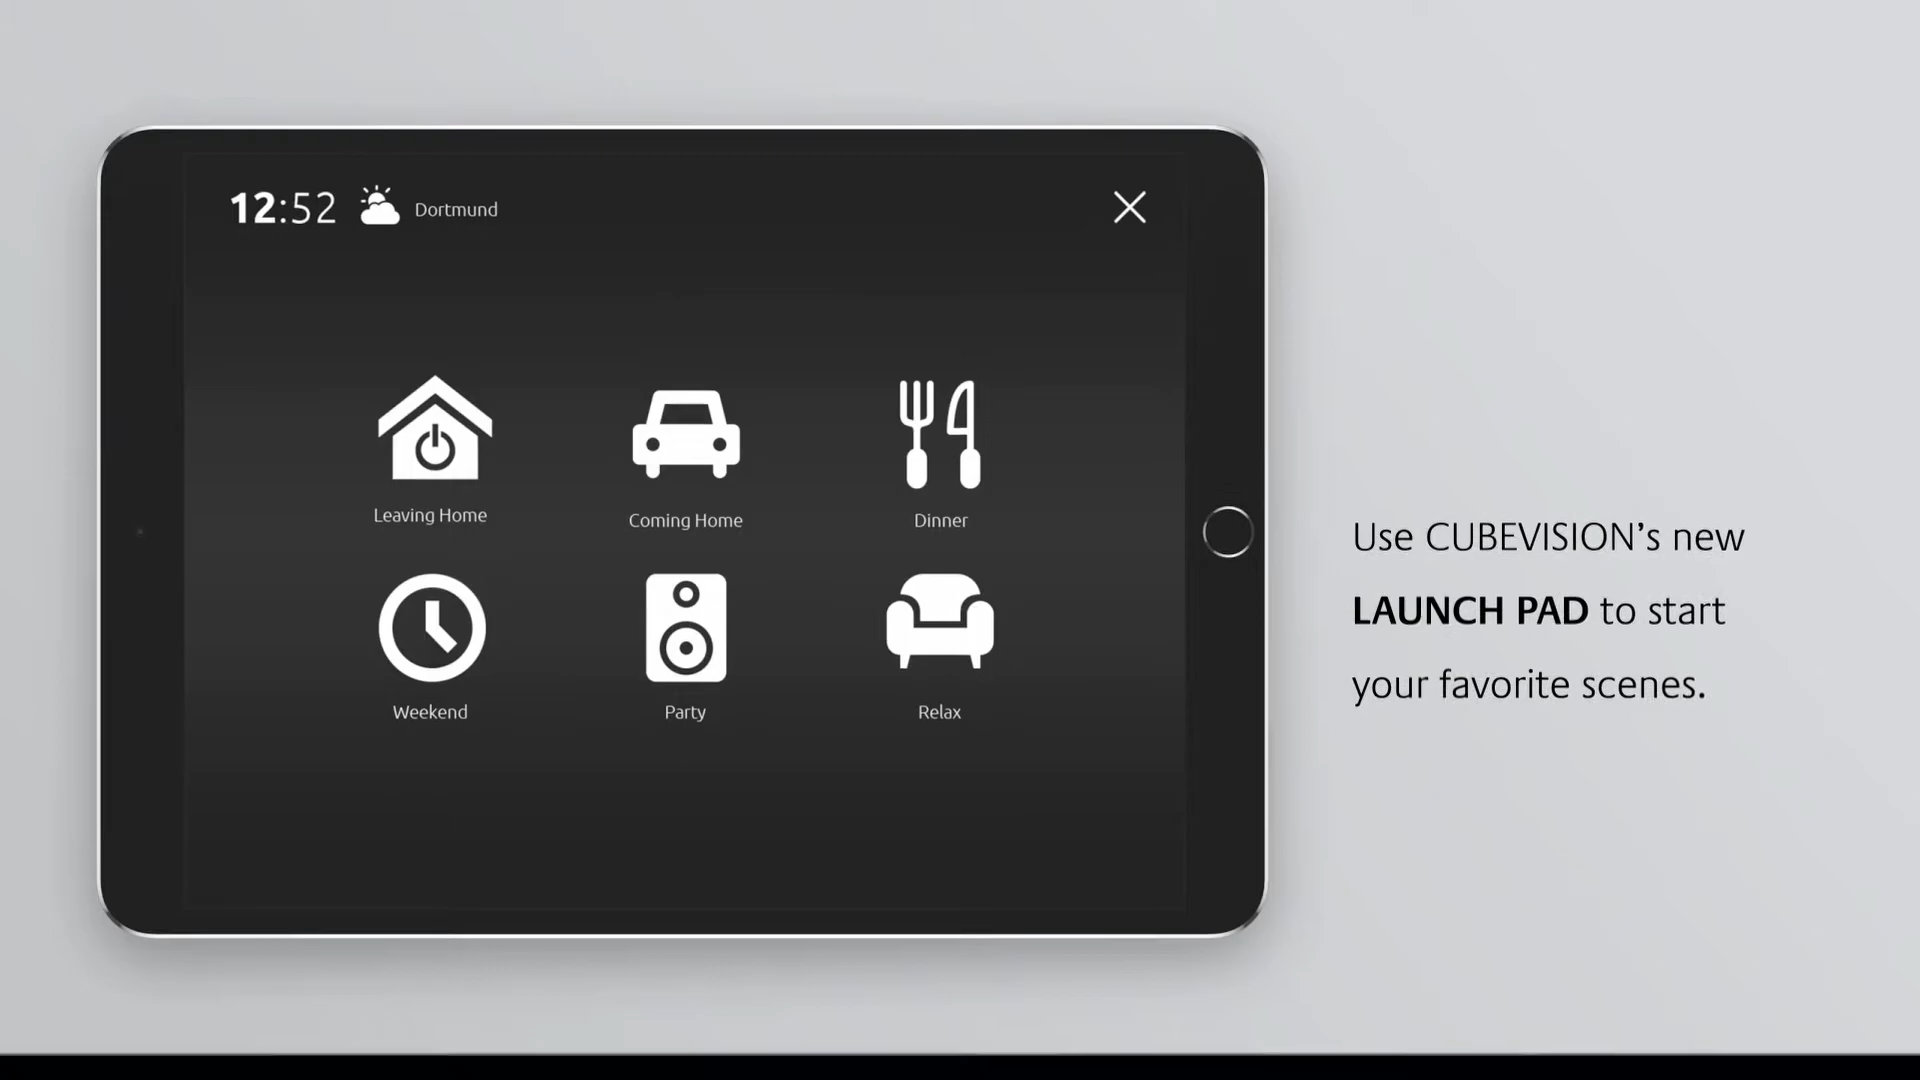 12:52 Dortmund
Leaving Home
Coming Home
Dinner
Weekend
Party
Relax
Use CUBEVISION’s new
LAUNCH PAD to start
your favorite scenes.